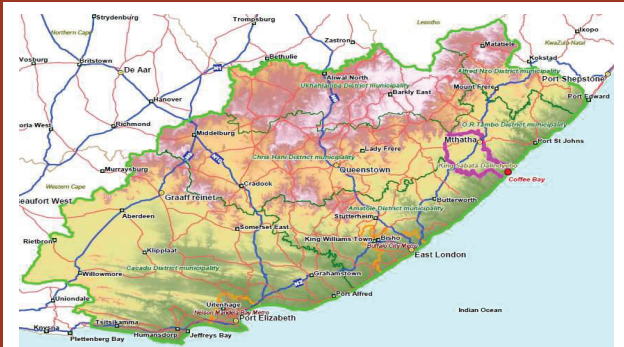 Strydenburg
Trompsburg
Ixopo
Northern Cape
Zastron
Lesotho
KwaZulu-Natal
Matatiele
Vosburg
Britstown
De Aar
Bethulie
Kokstad
Alfred Nzo District municipality
Port Shepstone
Aliwal North
Ukhahlamba District municipality
Mount Frere
Hanover
Barkly East
Port Edward
Richmond
O.R.Tambo District municipality
Middelburg
Mthatha
Port St Johns
Lady Frere
Chris Hani District municipality
King Sabata Dalindyebo
Murraysburg
Queenstown
Coffee Bay
Western Cape
Cradock
Beaufort West
Graaff reinet
Butterworth
Amatole District municipality
Aberdeen
Stutterheim
Somerset East
Rietbron
King Williams Town
Bisho
Buffalo City Metro
Klipplaat
East London
Cacadu District municipality
Willowmore
Grahamstown
Uniondale
Port Alfred
Uitenhage
Indian Ocean
Nelson Mandela Bay Metro
Port Elizabeth
Tsitsikamma
Knysna
Humansdorp
Jeffreys Bay
Plettenberg Bay